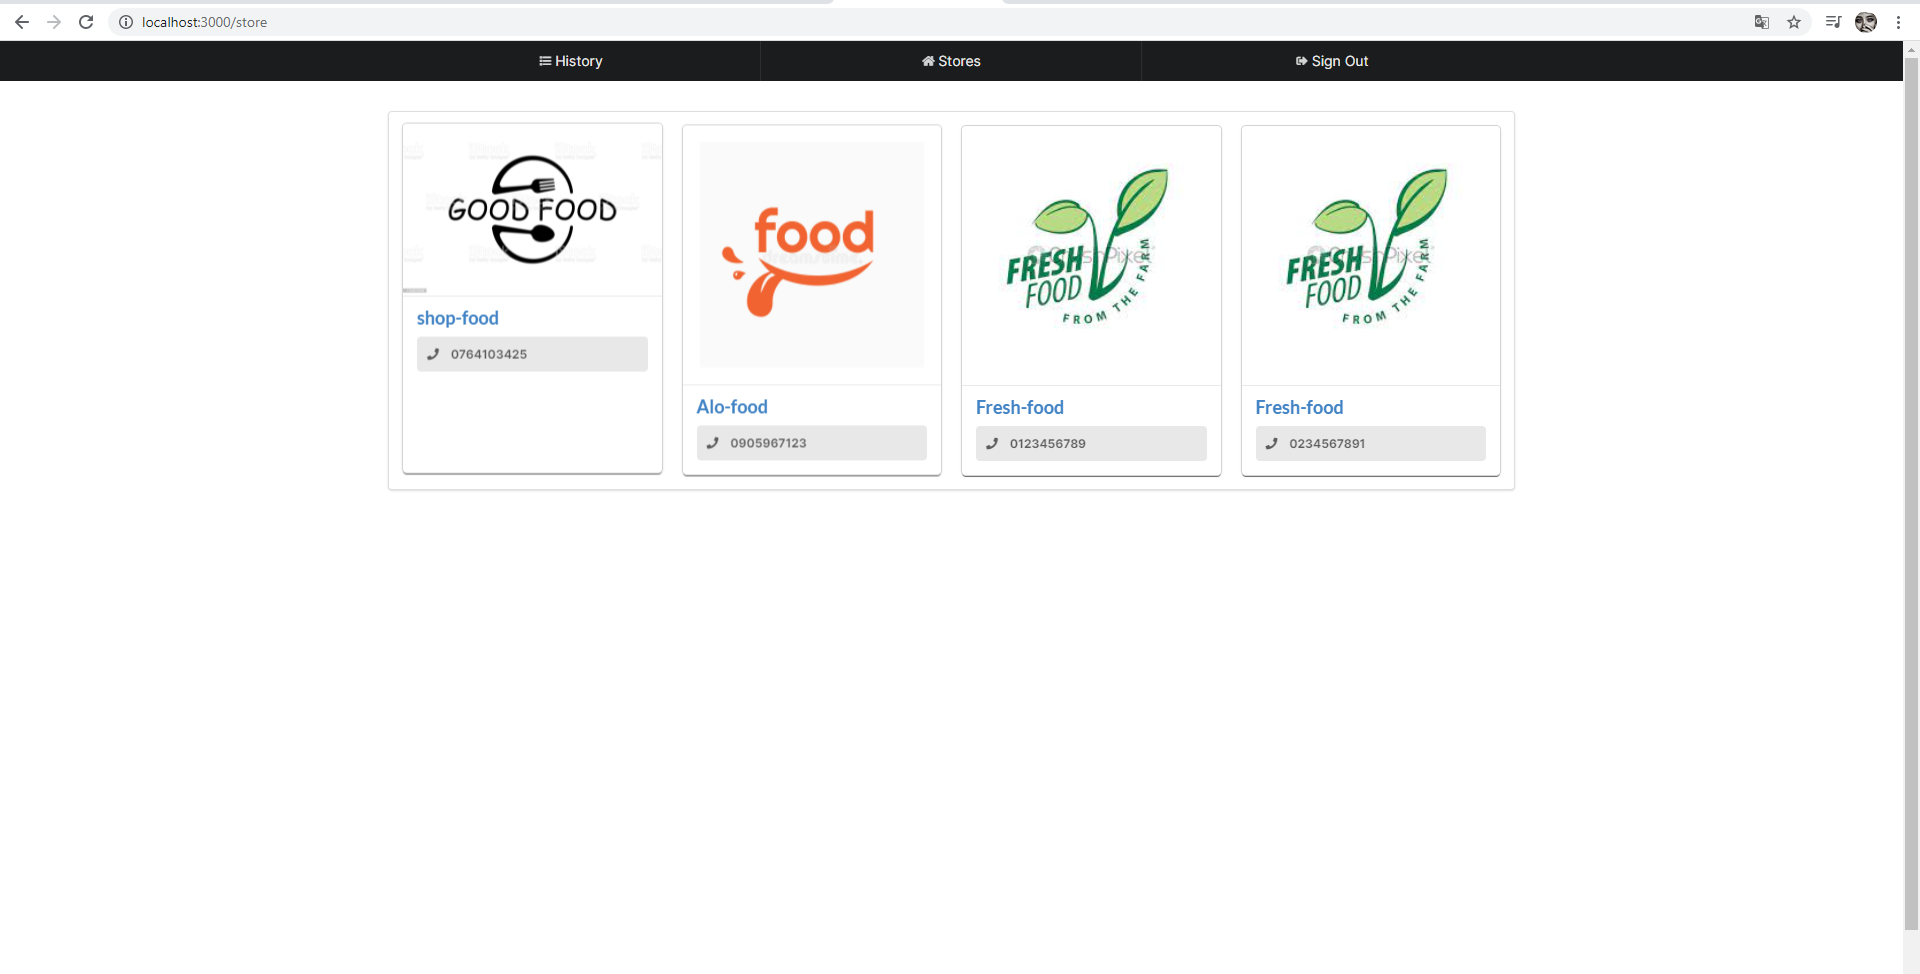 localhost:3000/store
History
Stores
Sign Out
GOOD FOOD
shop-food
0764103425
food
dreamstime
Alo-food
0905967123
FRESH
FOOD
FROM THE FARM
Fresh-food
0123456789
FRESH
FOOD
FROM THE FARM
Fresh-food
0234567891